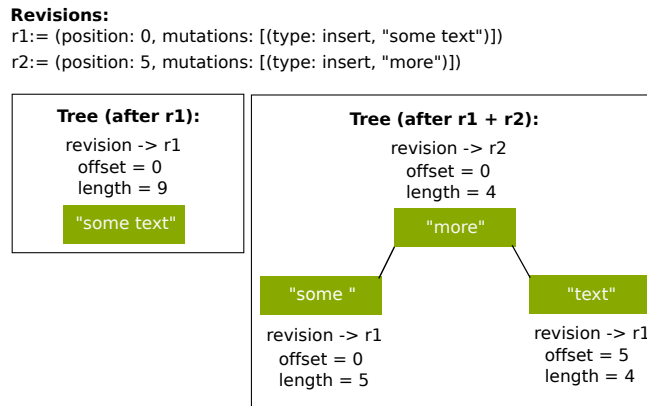 Revisions:
r1:= (position: 0, mutations: [(type: insert, "some text")])
r2:= (position: 5, mutations: [(type: insert, "more")])
Tree (after r1):
revision -> r1
offset = 0
length = 9
"some text"
Tree (after r1 + r2):
revision -> r2
offset = 0
length = 4
"more"
"some "
revision -> r1
offset = 0
length = 5
"text"
revision -> r1
offset = 5
length = 4